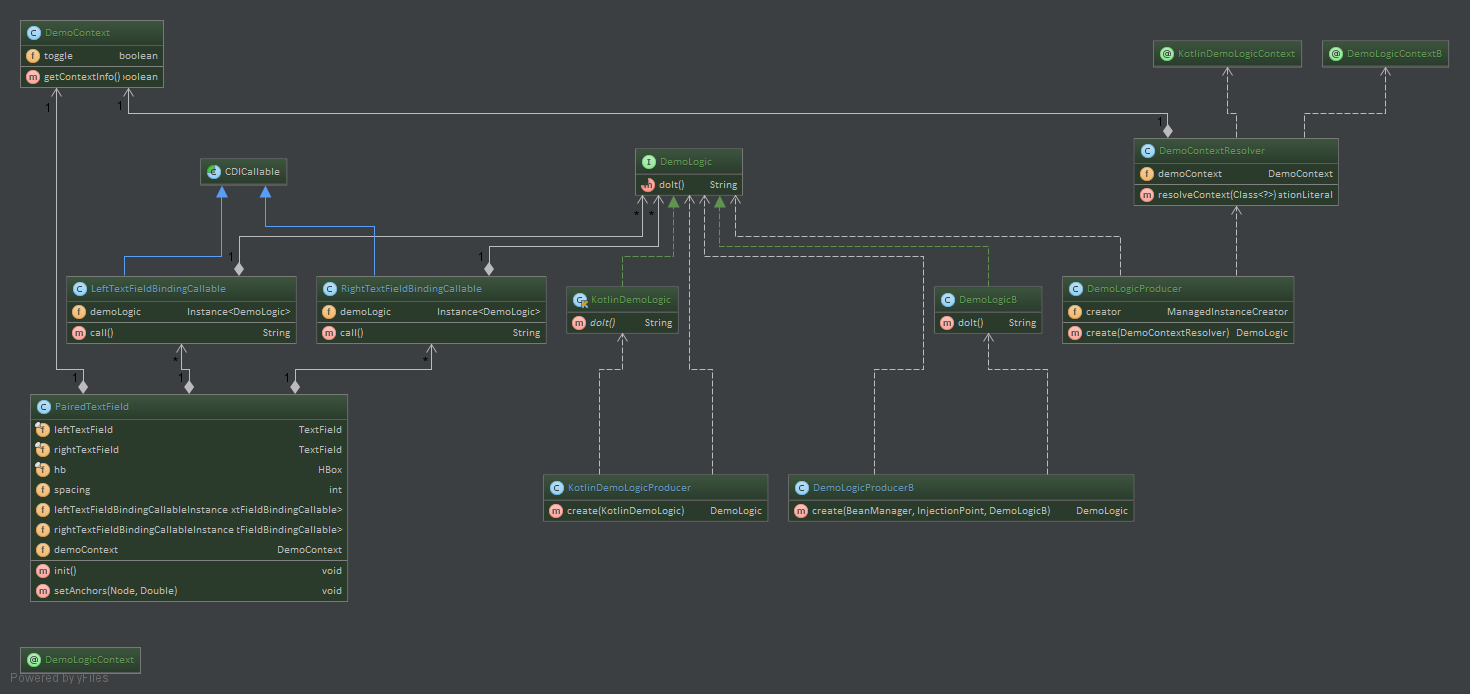 DemoContext
toggle boolean
getContextInfo() boolean
KotlinDemoLogicContext
DemoLogicContextB
1
1
1
DemoContextResolver
demoContext DemoContext
resolveContext(Class<?>) ationLiteral
CDICallable
DemoLogic
doIt() String
* *
1
1
LeftTextFieldBindingCallable
demoLogic Instance<DemoLogic>
call() String
RightTextFieldBindingCallable
demoLogic Instance<DemoLogic>
call() String
KotlinDemoLogic
doIt() String
DemoLogicB
doIt() String
DemoLogicProducer
creator ManagedInstanceCreator
create(DemoContextResolver) DemoLogic
* *
1 1 1
PairedTextField
leftTextField TextField
rightTextField TextField
hb HBox
spacing int
leftTextFieldBindingCallableInstance xtFieldBindingCallable>
rightTextFieldBindingCallableInstance tFieldBindingCallable>
demoContext DemoContext
init() void
setAnchors(Node, Double) void
KotlinDemoLogicProducer
create(KotlinDemoLogic) DemoLogic
DemoLogicProducerB
create(BeanManager, InjectionPoint, DemoLogicB) DemoLogic
DemoLogicContext
Powered by yFiles